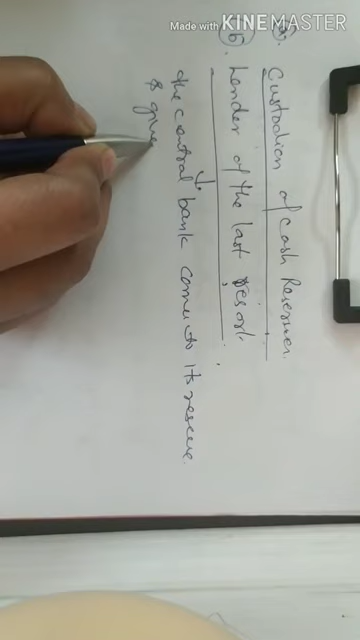 Made with KINEMASTER
5. Custodian of Cash Reserves.
6. Lender of the last resort.
the central bank comes to its rescue
& give